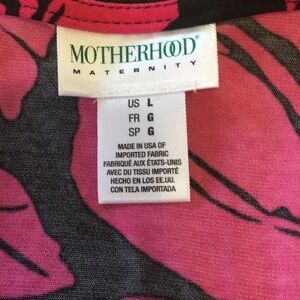 MOTHERHOOD®
MATERNITY
US L
FR G
SP G
MADE IN USA OF
IMPORTED FABRIC
FABRIQUÉ AUX ÉTATS-UNIS
AVEC DU TISSU IMPORTÉ
HECHO EN LOS EE.UU.
CON TELA IMPORTADA